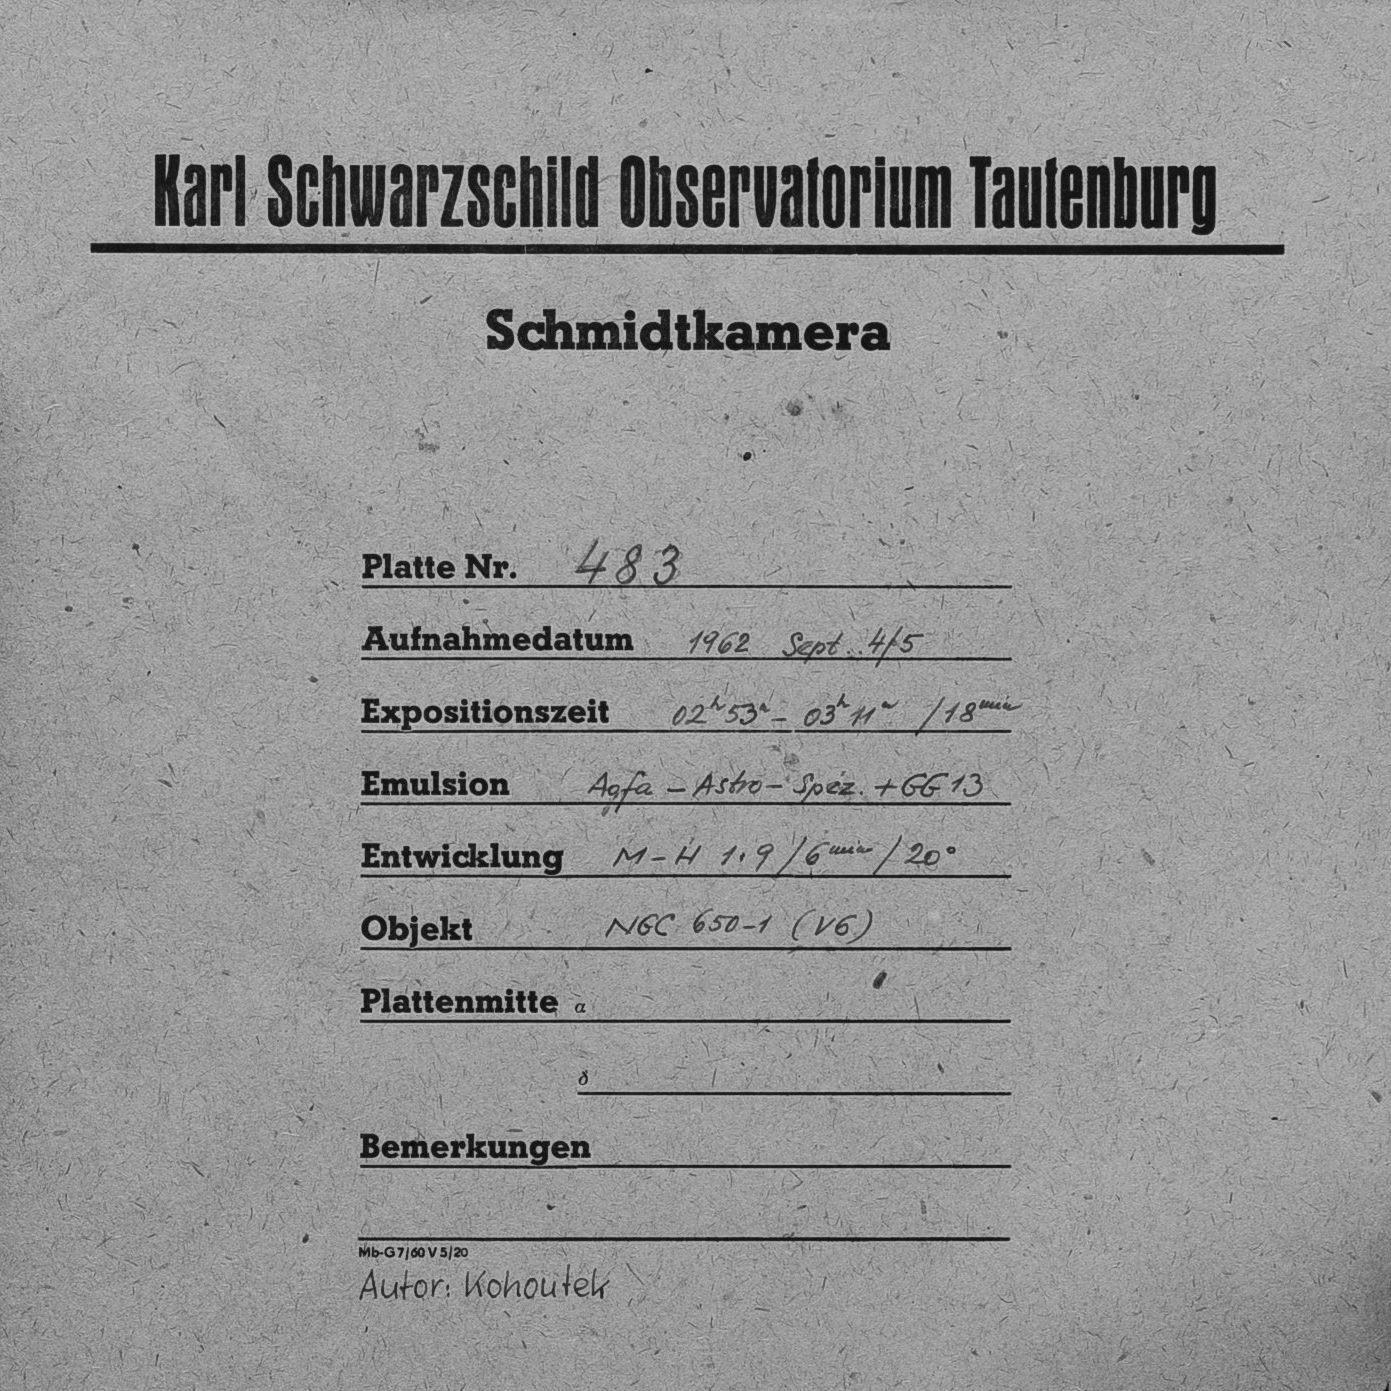 Karl Schwarzschild Observatorium Tautenburg
Schmidtkamera
Platte Nr. 483
Aufnahmedatum 1962 Sept. 4/5
Expositionszeit 02ʰ53ᵐ – 03ʰ11ᵐ /18ᵐⁱⁿ
Emulsion Agfa – Astro – Spez. + GG 13
Entwicklung M – H 1:9 /6ᵐⁱⁿ/ 20°
Objekt NGC 650-1 (V6)
Plattenmitte α
δ
Bemerkungen
Mb-G 7/60 V 5/20
Autor: Kohoutek